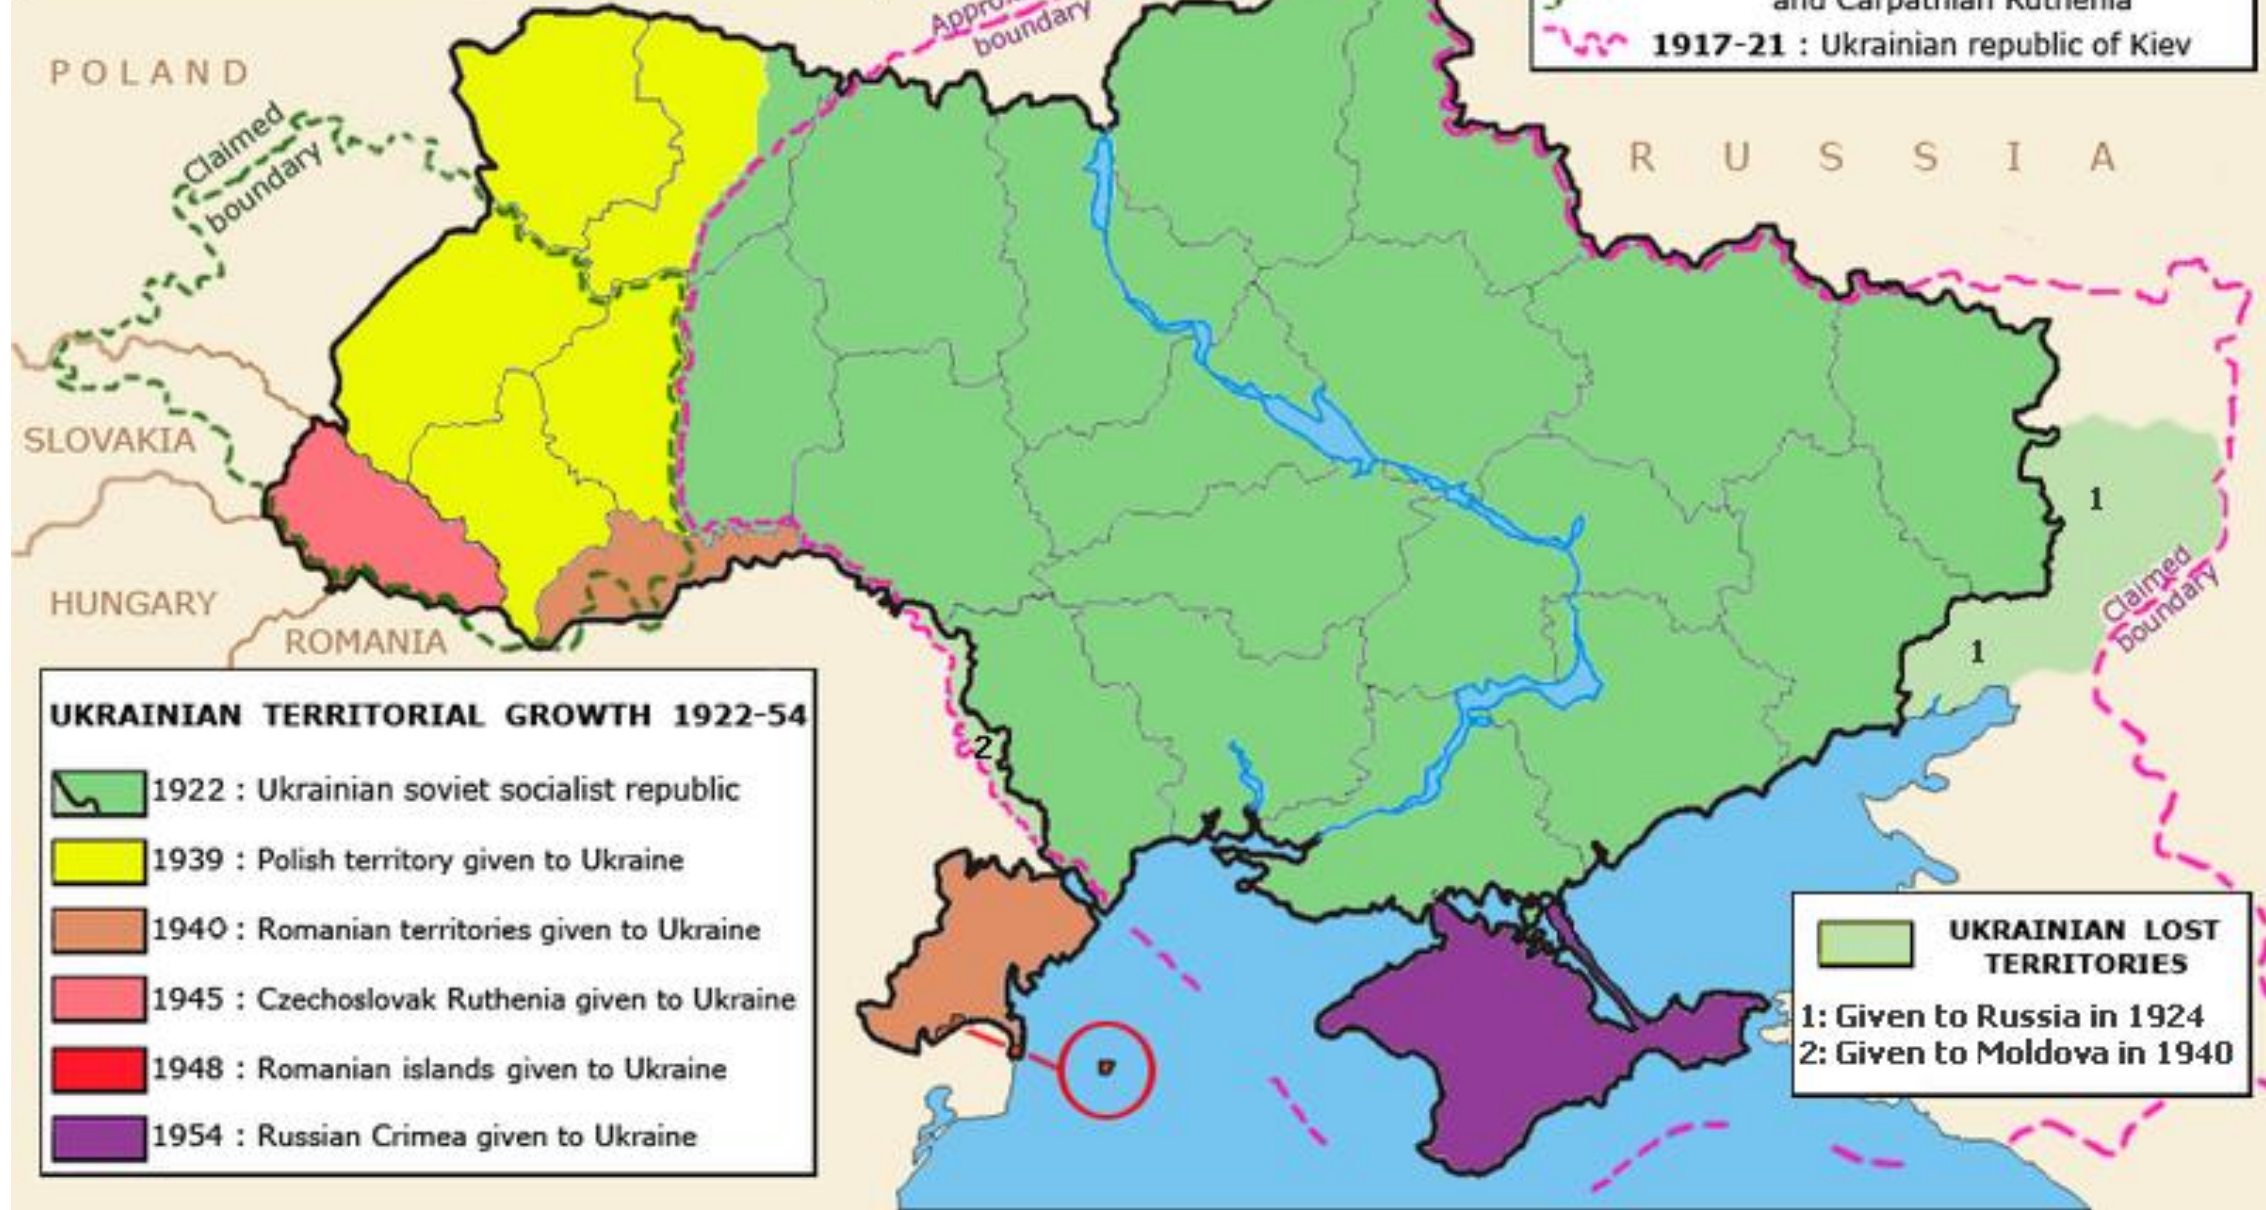 and Carpathian Ruthenia
1917-21 : Ukrainian republic of Kiev
boundary
POLAND
Claimed
boundary
RUSSIA
SLOVAKIA
HUNGARY
ROMANIA
1
1
Claimed
boundary
2
UKRAINIAN TERRITORIAL GROWTH 1922-54
1922 : Ukrainian soviet socialist republic
1939 : Polish territory given to Ukraine
1940 : Romanian territories given to Ukraine
1945 : Czechoslovak Ruthenia given to Ukraine
1948 : Romanian islands given to Ukraine
1954 : Russian Crimea given to Ukraine
UKRAINIAN LOST
TERRITORIES
1: Given to Russia in 1924
2: Given to Moldova in 1940